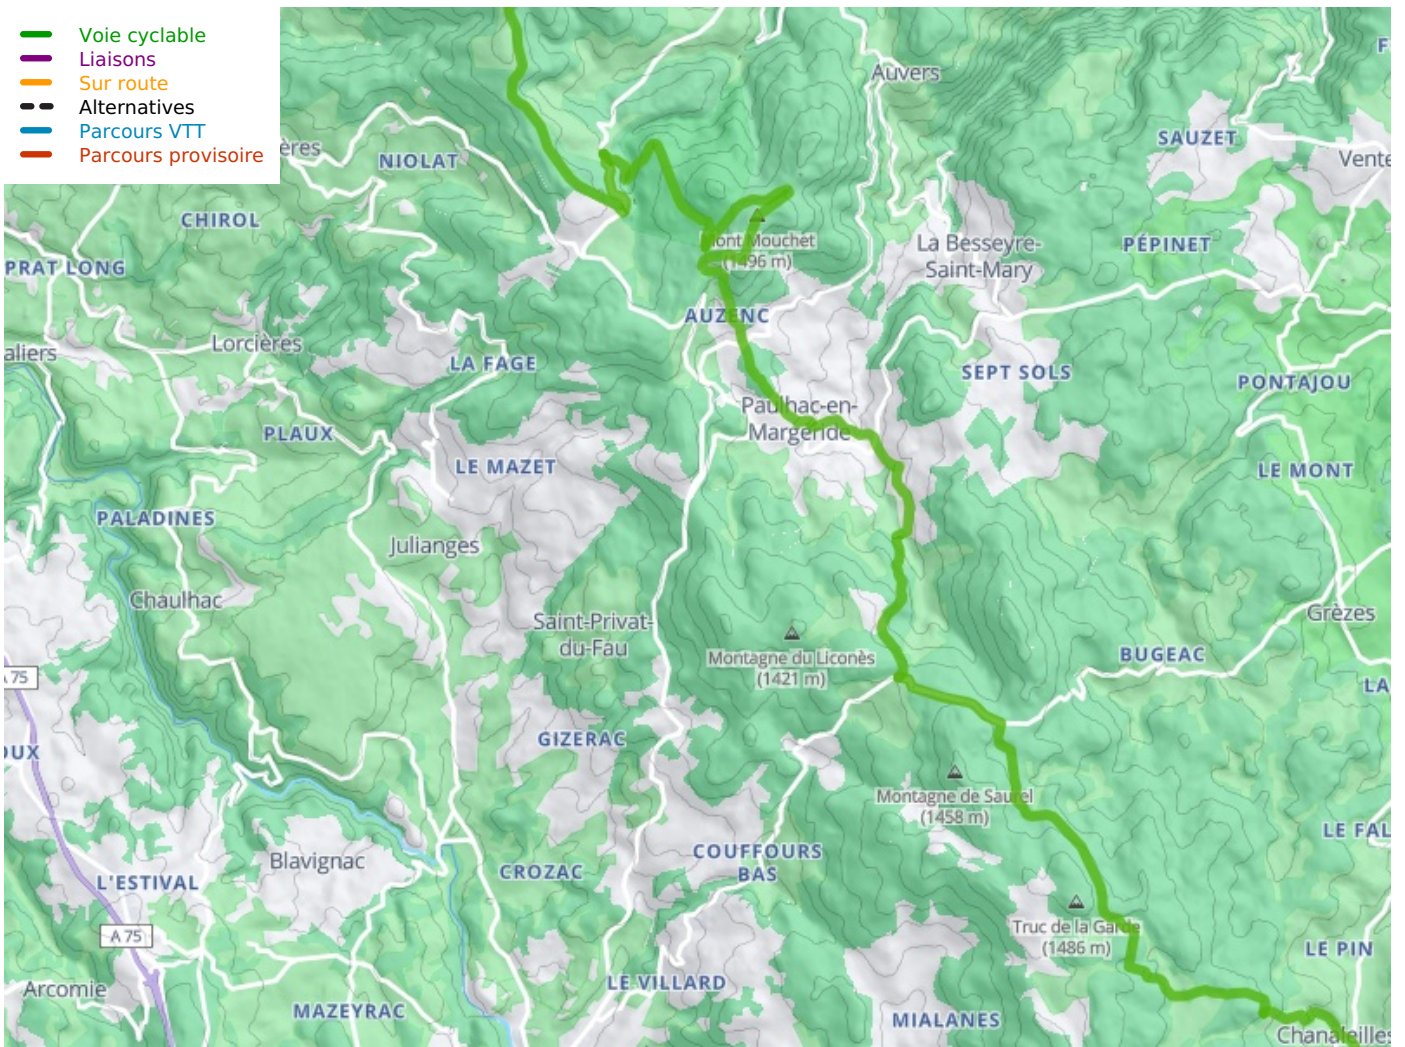 Voie cyclable
Liaisons
Sur route
Alternatives
Parcours VTT
Parcours provisoire
Auvers
SAUZET
NIOLAT
CHIROL
Mont Mouchet
(1496 m)
La Besseyre-
Saint-Mary
PÉPINET
PRAT LONG
AUZENC
Lorcières
LA FAGE
SEPT SOLS
PONTAJOU
Paulhac-en-
Margeride
PLAUX
LE MAZET
LE MONT
PALADINES
Julianges
Chaulhac
Grèzes
Saint-Privat-
du-Fau
Montagne du Liconès
(1421 m)
BUGEAC
A 75
LA
GIZERAC
Montagne de Saurel
(1458 m)
LE FAL
COUFFOURS
BAS
Blavignac
CROZAC
L'ESTIVAL
Truc de la Garde
(1486 m)
A 75
LE PIN
LE VILLARD
Arcomie
MAZEYRAC
MIALANES
Chanaleilles